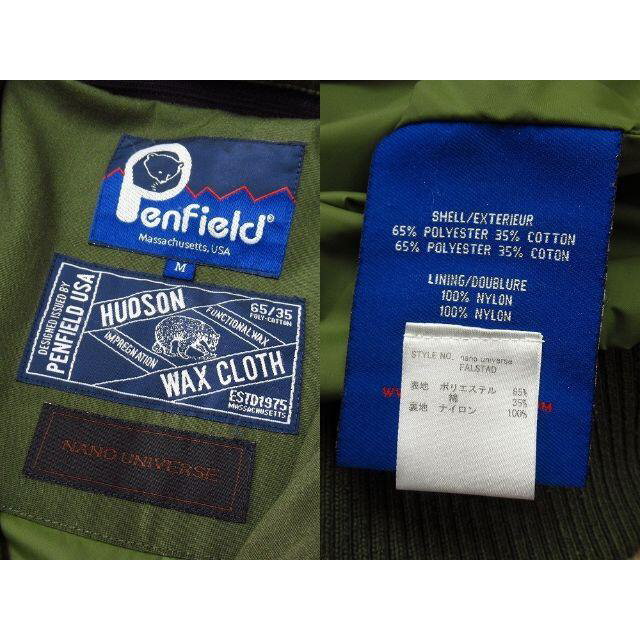 Penfield®
Massachusetts, USA
M
DESIGNED ISSUED BY
PENFIELD USA
HUDSON
65/35
POLY-COTTON
FUNCTIONAL WAX
IMPREGNATION
WAX CLOTH
ESTD1975
MASSACHUSETTS
NANO UNIVERSE
SHELL/EXTERIEUR
65% POLYESTER 35% COTTON
65% POLYESTER 35% COTON
LINING/DOUBLURE
100% NYLON
100% NYLON
STYLE NO. nano universe
FALSTAD
表地 ポリエステル 65%
綿 35%
裏地 ナイロン 100%